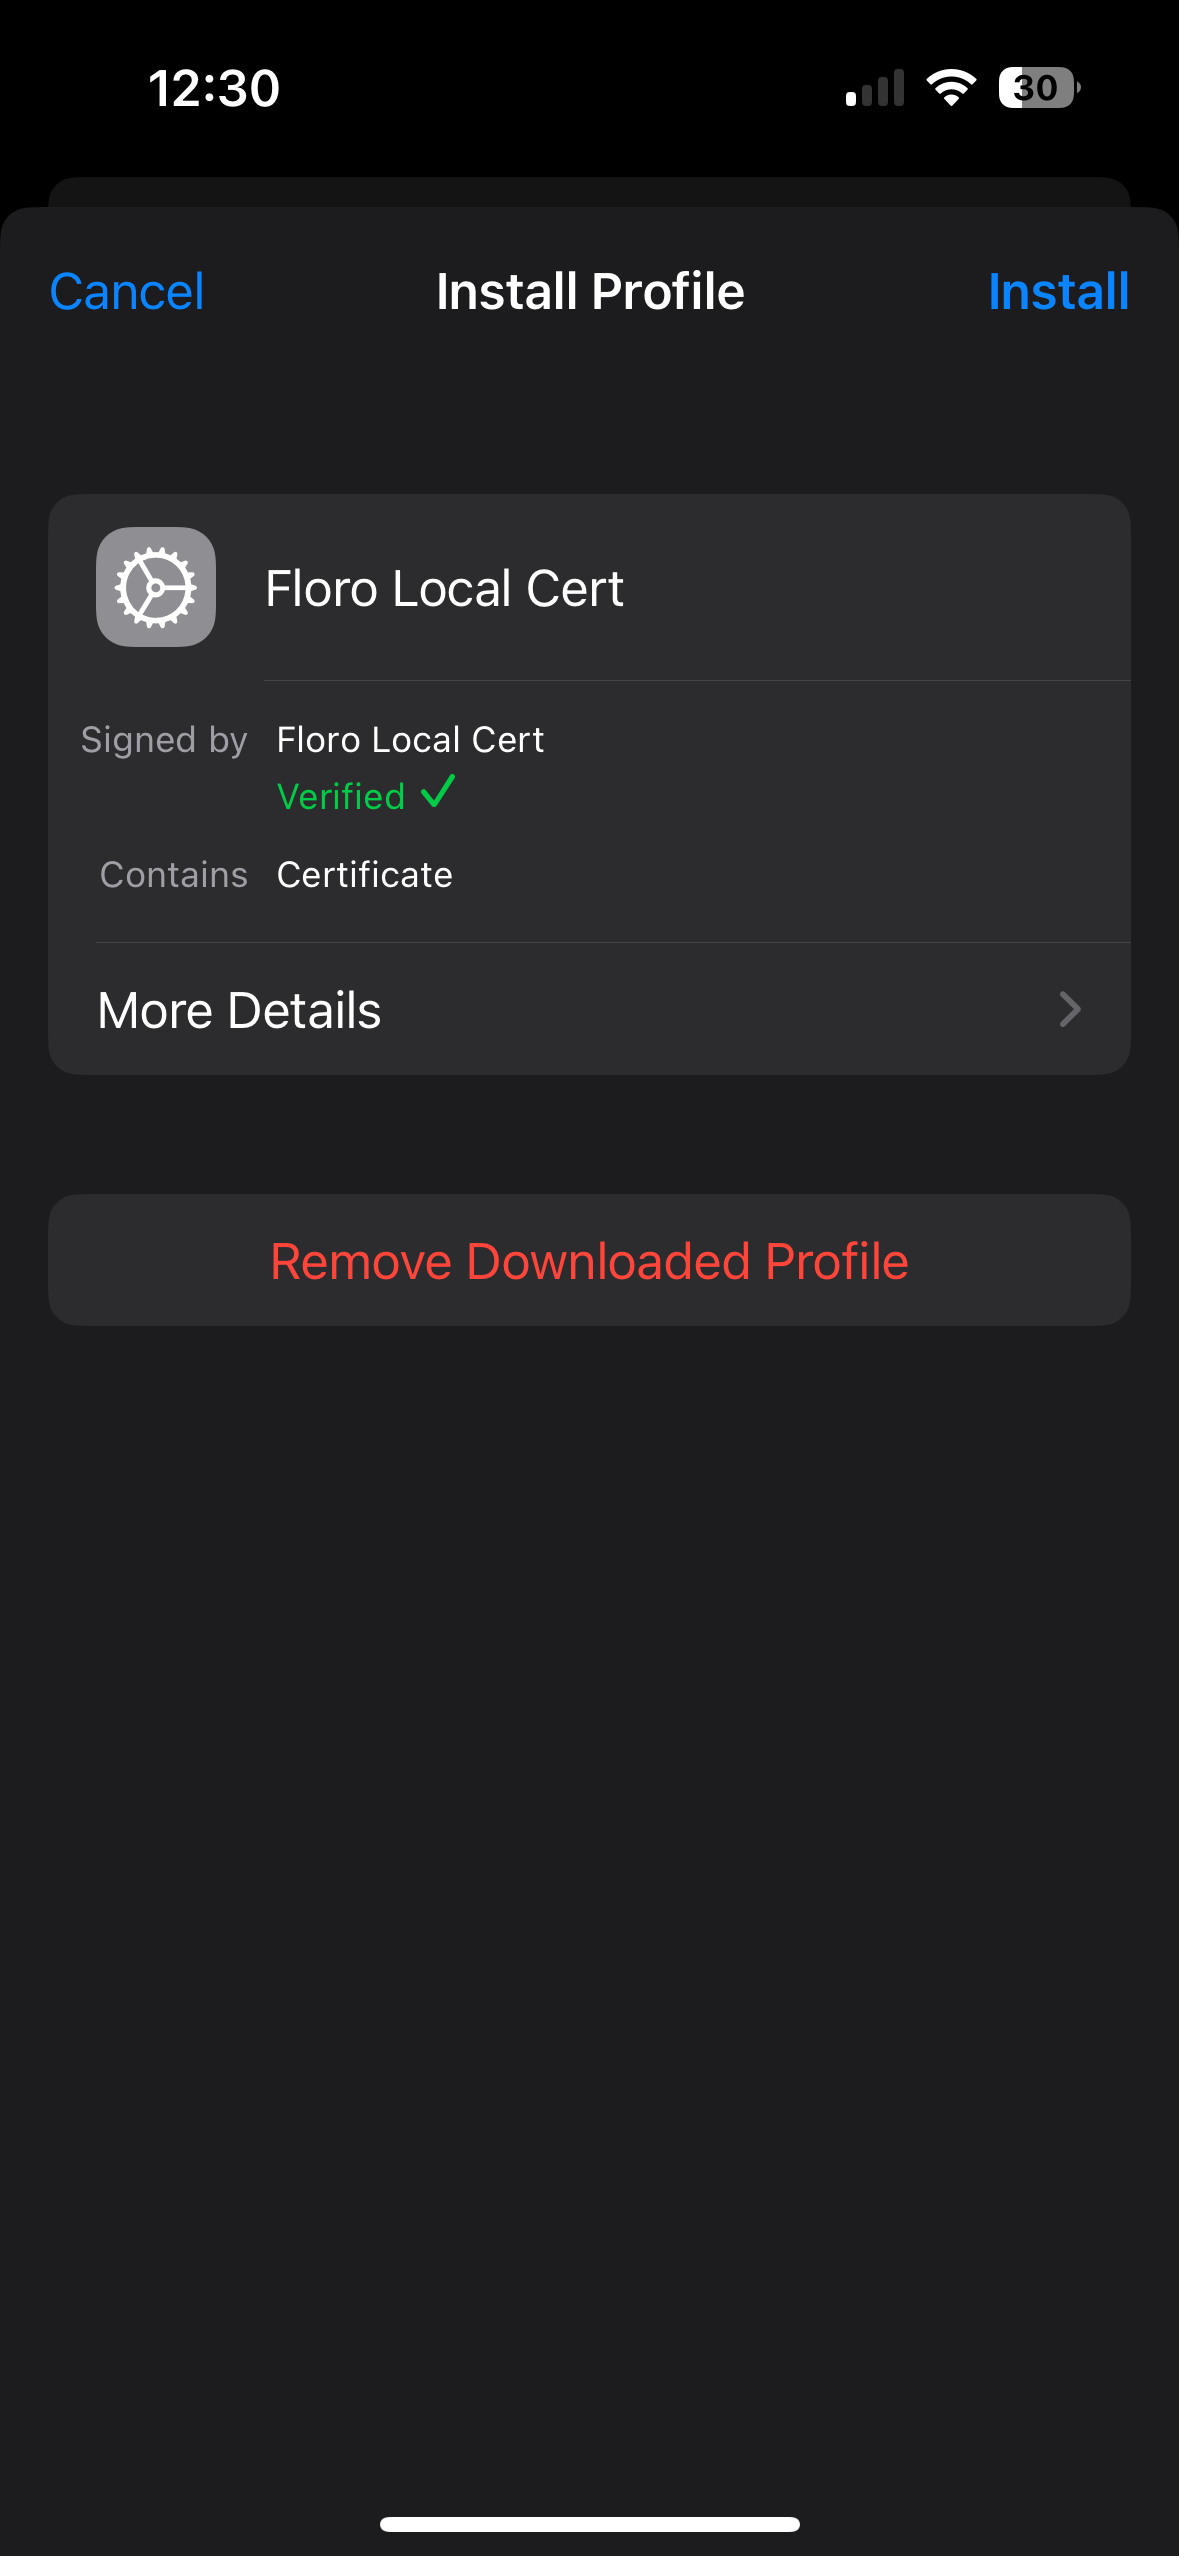 12:30
30
Cancel Install Profile Install
Floro Local Cert
Signed by Floro Local Cert
Verified
Contains Certificate
More Details
Remove Downloaded Profile